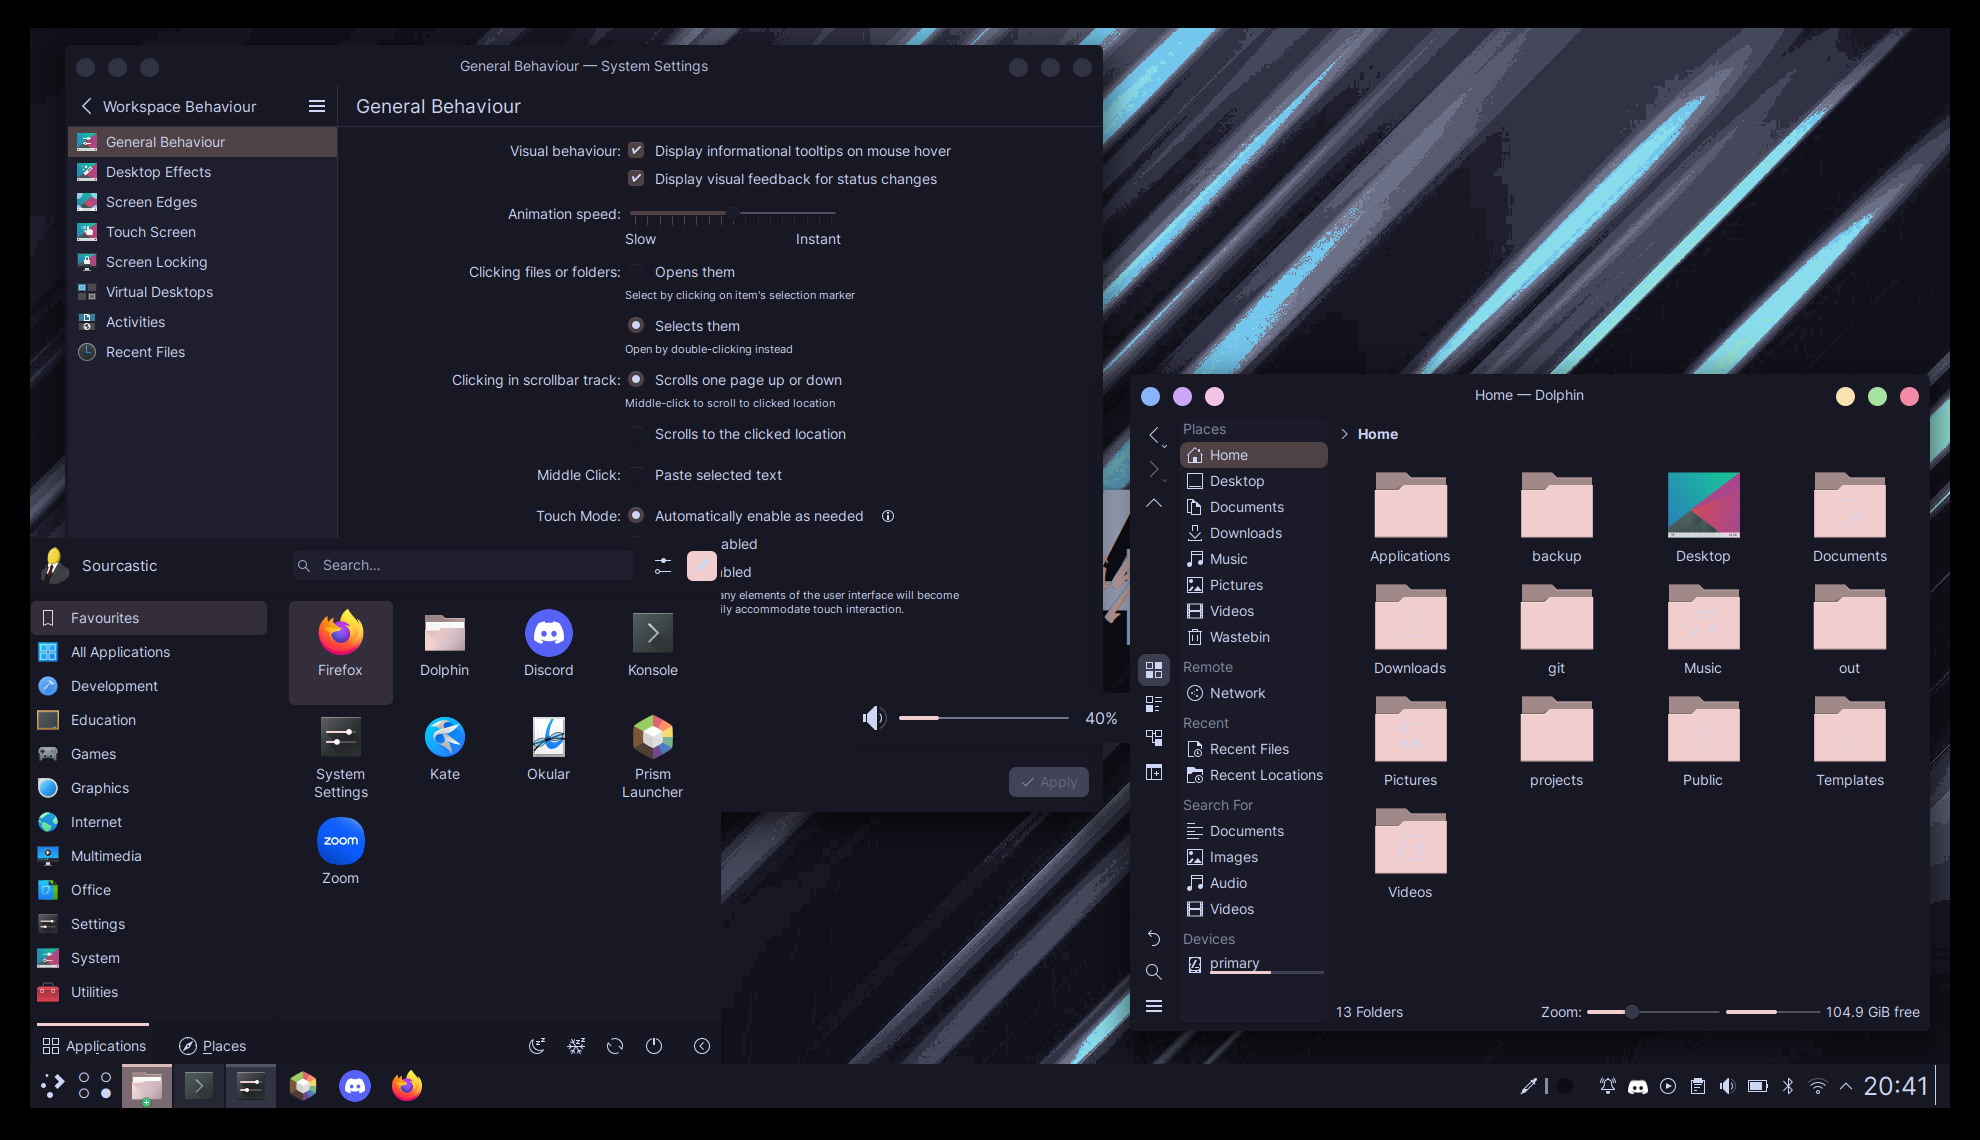 General Behaviour — System Settings
Workspace Behaviour
General Behaviour
Desktop Effects
Screen Edges
Touch Screen
Screen Locking
Virtual Desktops
Activities
Recent Files
General Behaviour
Visual behaviour:
Display informational tooltips on mouse hover
Display visual feedback for status changes
Animation speed:
Slow
Instant
Clicking files or folders:
Opens them
Select by clicking on item's selection marker
Selects them
Open by double-clicking instead
Clicking in scrollbar track:
Scrolls one page up or down
Middle-click to scroll to clicked location
Scrolls to the clicked location
Middle Click:
Paste selected text
Touch Mode:
Automatically enable as needed
abled
bled
any elements of the user interface will become
ily accommodate touch interaction.
40%
Apply
Sourcastic
Search...
Favourites
All Applications
Development
Education
Games
Graphics
Internet
Multimedia
Office
Settings
System
Utilities
Firefox
Dolphin
Discord
Konsole
System
Settings
Kate
Okular
Prism
Launcher
zoom
Zoom
Applications
Places
Home — Dolphin
Places
Home
Desktop
Documents
Downloads
Music
Pictures
Videos
Wastebin
Remote
Network
Recent
Recent Files
Recent Locations
Search For
Documents
Images
Audio
Videos
Devices
primary
Home
Applications
backup
Desktop
Documents
Downloads
git
Music
out
Pictures
projects
Public
Templates
Videos
13 Folders
Zoom:
104.9 GiB free
20:41